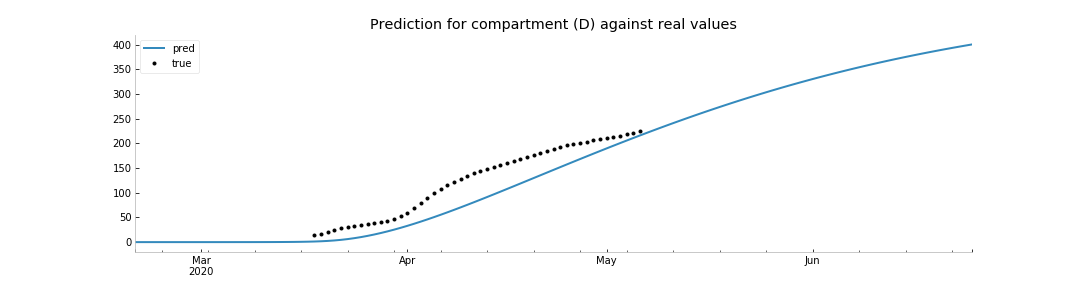 Prediction for compartment (D) against real values
pred
true
400
350
300
250
200
150
100
50
0
Mar
2020
Apr
May
Jun